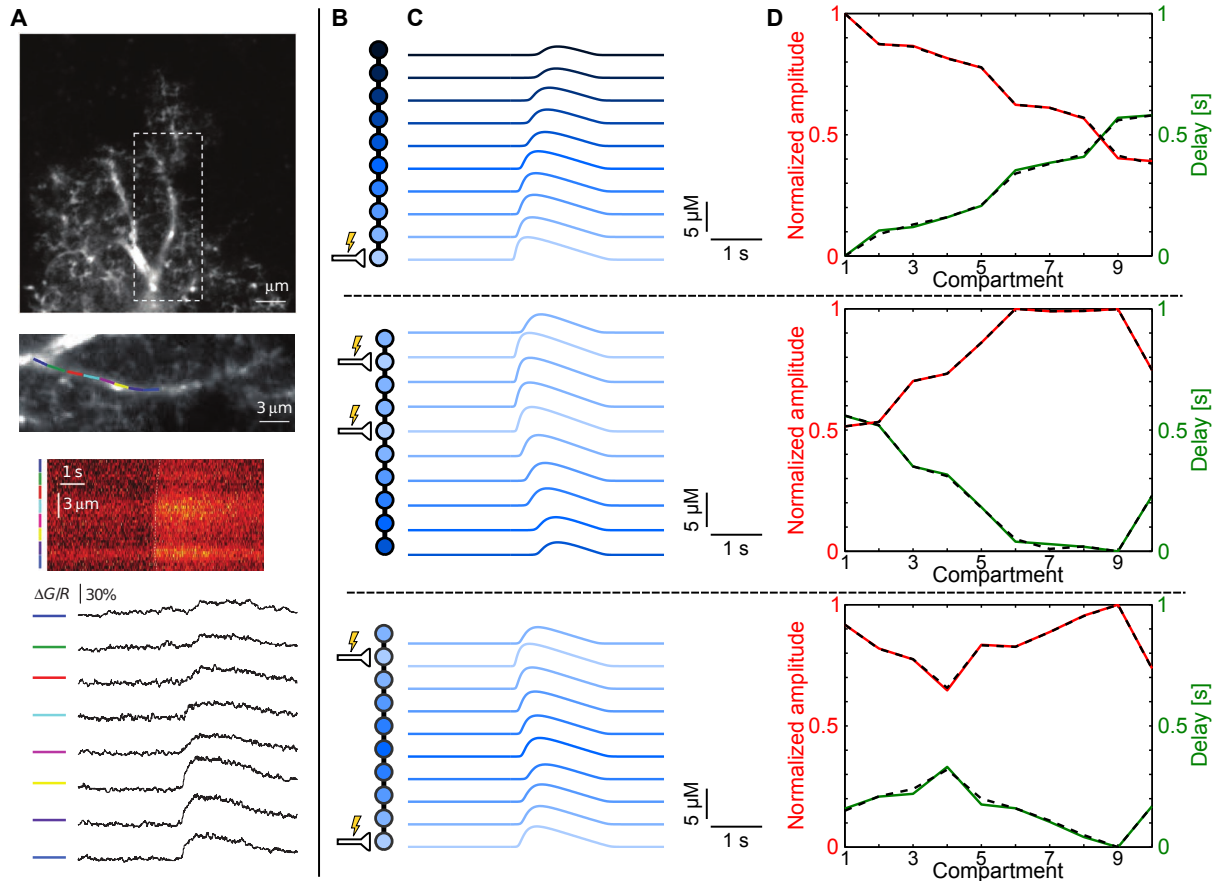 A
μm
3 μm
1 s
3 μm
ΔG/R
30%
B
C
5 μM
1 s
5 μM
1 s
5 μM
1 s
D
1
0.5
0
Normalized amplitude
1
0.5
0
Delay [s]
1 3 5 7 9
Compartment
1
0.5
0
Normalized amplitude
1
0.5
0
Delay [s]
1 3 5 7 9
Compartment
1
0.5
0
Normalized amplitude
1
0.5
0
Delay [s]
1 3 5 7 9
Compartment